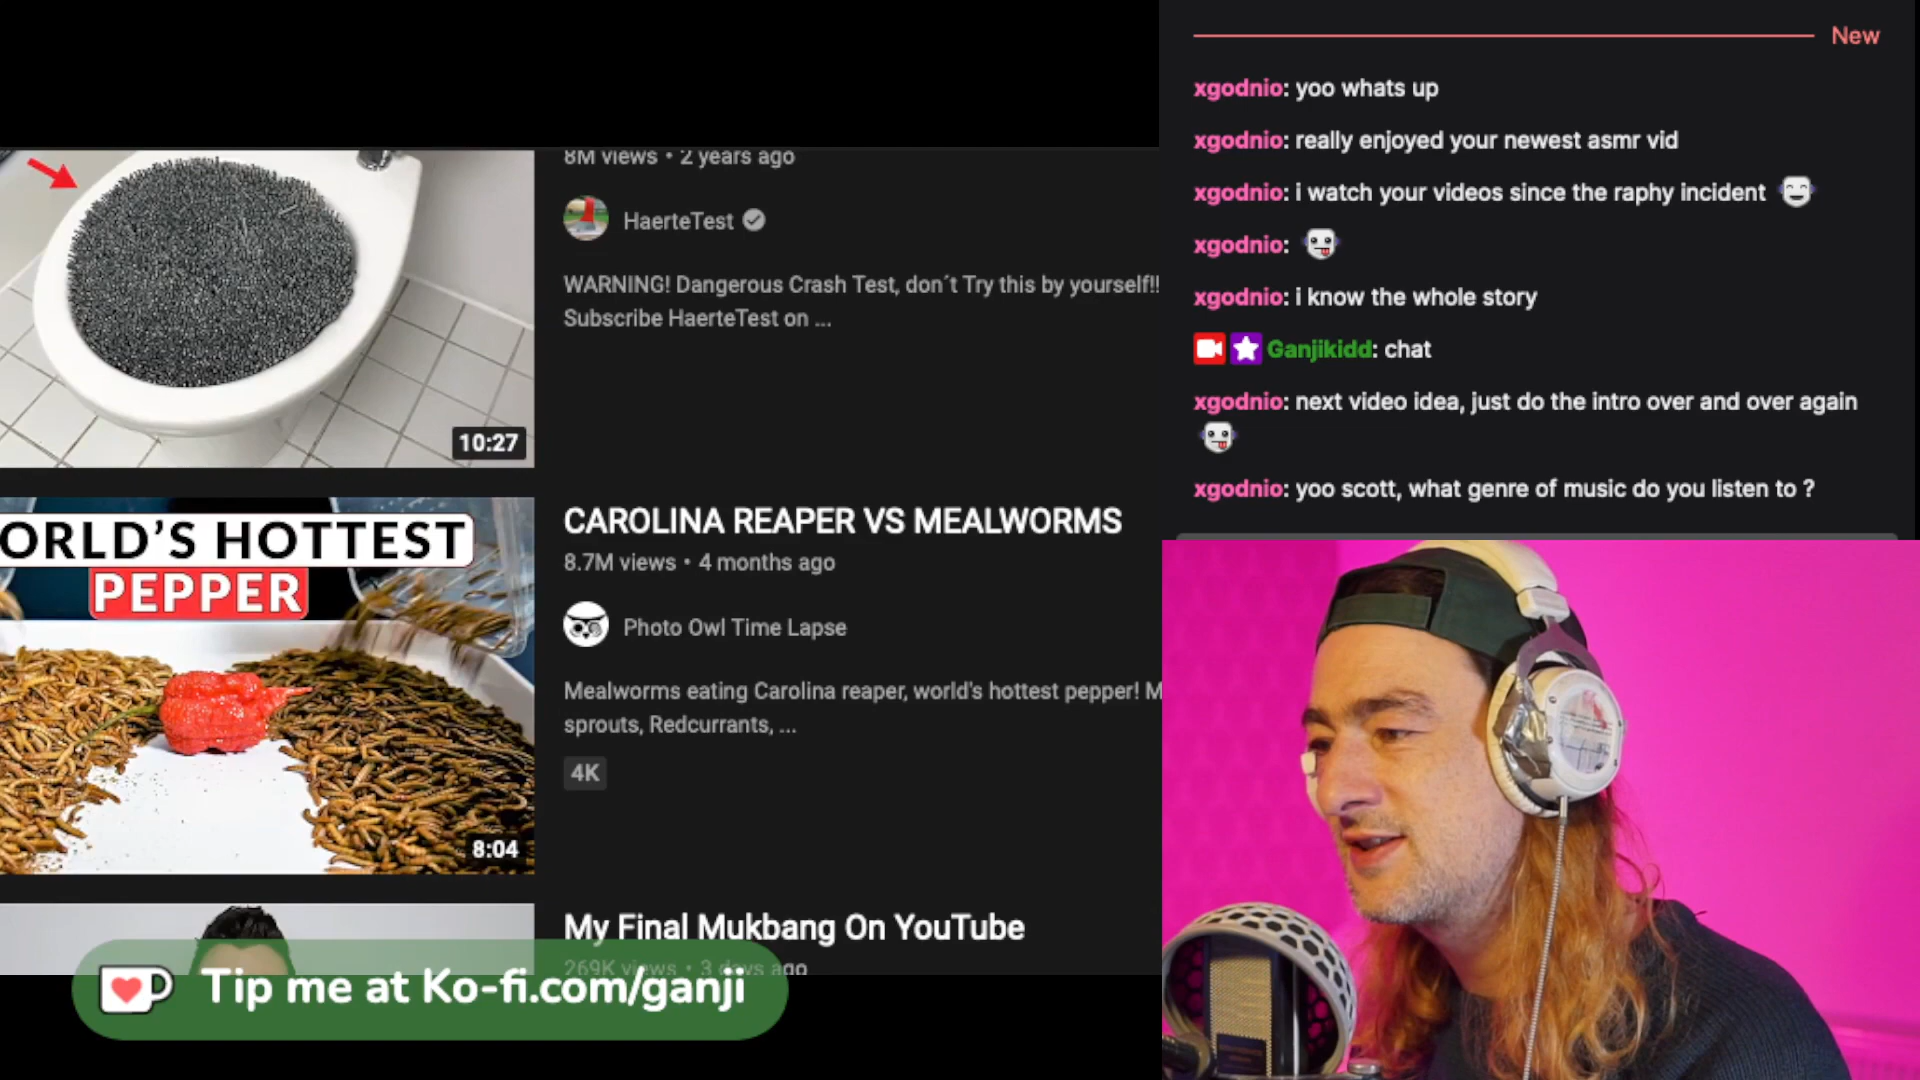 8M views • 2 years ago
HaerteTest
WARNING! Dangerous Crash Test, don´t Try this by yourself!!
Subscribe HaerteTest on ...
10:27
ORLD'S HOTTEST
PEPPER
8:04
CAROLINA REAPER VS MEALWORMS
8.7M views • 4 months ago
Photo Owl Time Lapse
Mealworms eating Carolina reaper, world's hottest pepper! M
sprouts, Redcurrants, ...
4K
My Final Mukbang On YouTube
269K views • 3 days ago
Tip me at Ko-fi.com/ganji
New
xgodnio: yoo whats up
xgodnio: really enjoyed your newest asmr vid
xgodnio: i watch your videos since the raphy incident
xgodnio:
xgodnio: i know the whole story
Ganjikidd: chat
xgodnio: next video idea, just do the intro over and over again
xgodnio: yoo scott, what genre of music do you listen to ?